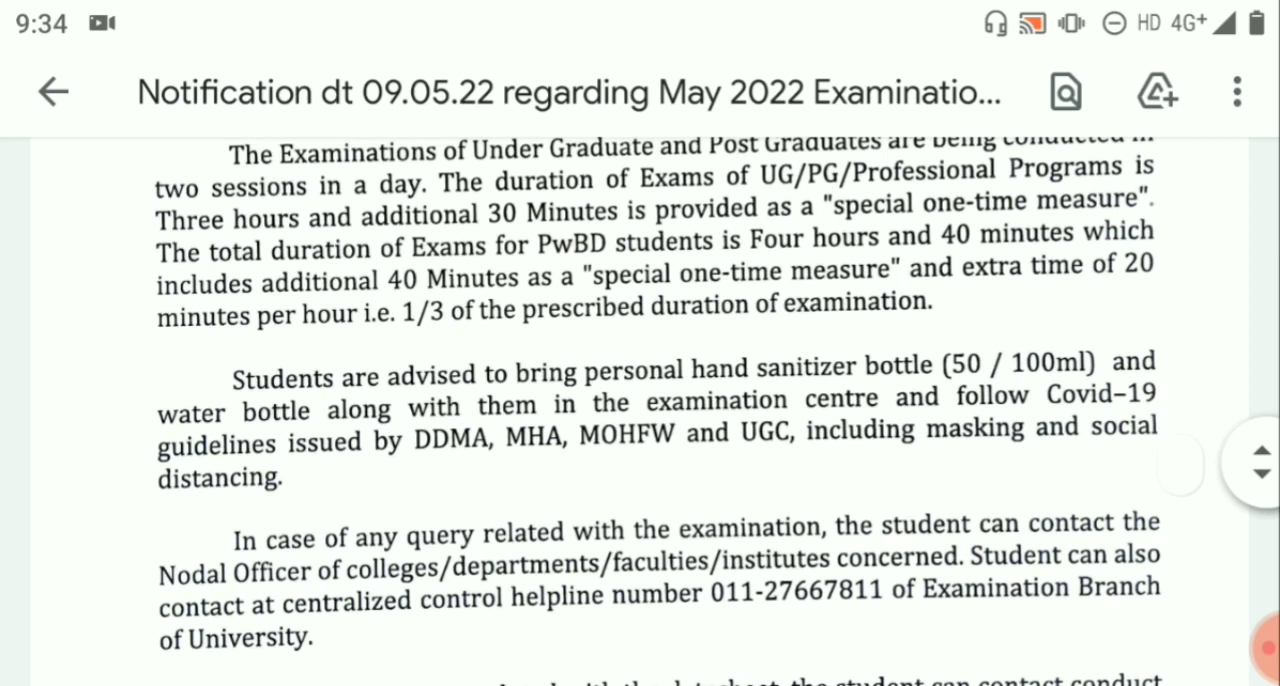 9:34 HD 4G+
Notification dt 09.05.22 regarding May 2022 Examinatio...
The Examinations of Under Graduate and Post Graduates are being conducted in
two sessions in a day. The duration of Exams of UG/PG/Professional Programs is
Three hours and additional 30 Minutes is provided as a "special one-time measure".
The total duration of Exams for PwBD students is Four hours and 40 minutes which
includes additional 40 Minutes as a "special one-time measure" and extra time of 20
minutes per hour i.e. 1/3 of the prescribed duration of examination.
Students are advised to bring personal hand sanitizer bottle (50 / 100ml) and
water bottle along with them in the examination centre and follow Covid–19
guidelines issued by DDMA, MHA, MOHFW and UGC, including masking and social
distancing.
In case of any query related with the examination, the student can contact the
Nodal Officer of colleges/departments/faculties/institutes concerned. Student can also
contact at centralized control helpline number 011-27667811 of Examination Branch
of University.
the student can contact conduct